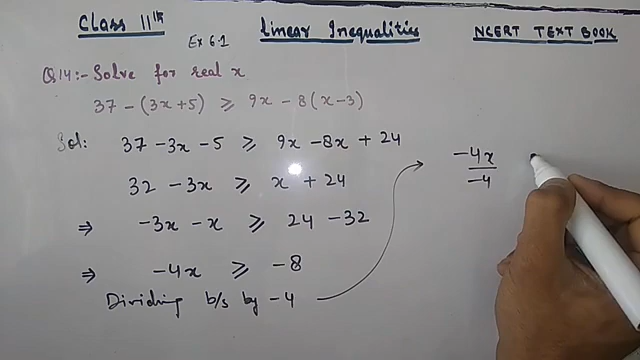 Class 11th Linear Inequalities NCERT TEXT BOOK
Ex 6.1
Q.14:- Solve for real x
37 - (3x+5) ⩾ 9x - 8(x-3)
Sol: 37 - 3x - 5 ⩾ 9x - 8x + 24
32 - 3x ⩾ x + 24
⇒ -3x - x ⩾ 24 - 32
⇒ -4x ⩾ -8
Dividing b/s by -4
-4x
-4